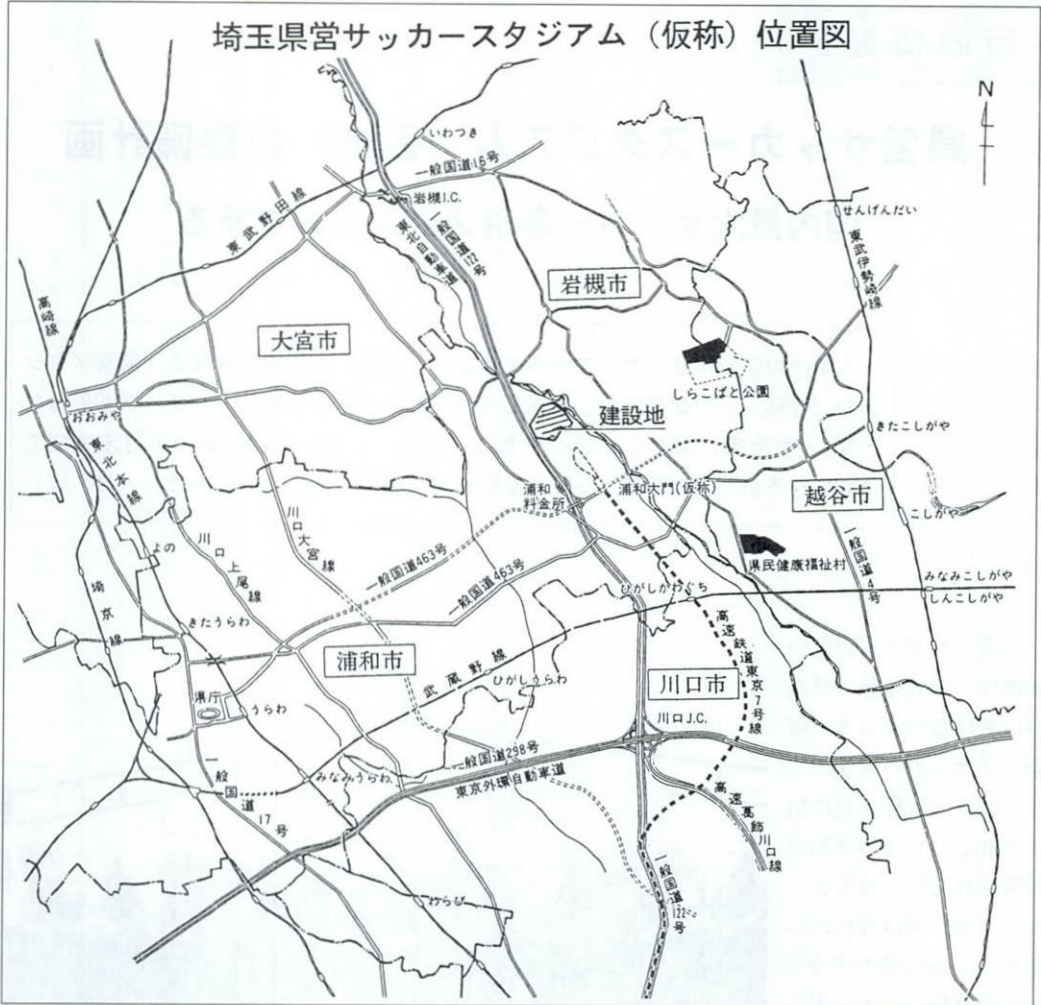 埼玉県営サッカースタジアム（仮称）位置図
N
いわつき
一般国道16号
岩槻I.C.
東武野田線
東北自動車道
一般国道122号
せんげんだい
東武伊勢崎線
高崎線
岩槻市
大宮市
しらこばと公園
建設地
おおみや
きたこしがや
東北本線
浦和料金所
浦和大門(仮称)
越谷市
川口大宮線
こしがや
よの
川口上尾線
一般国道463号
一般国道463号
県民健康福祉村
一般国道4号
ひがしかわぐち
みなみこしがや
しんこしがや
埼京線
きたうらわ
浦和市
武蔵野線
ひがしうらわ
高速鉄道東京7号線
川口市
県庁
うらわ
川口J.C.
一般国道298号
東京外環自動車道
みなみうらわ
一般国道17号
高速葛飾川口線
わらび
一般国道122号